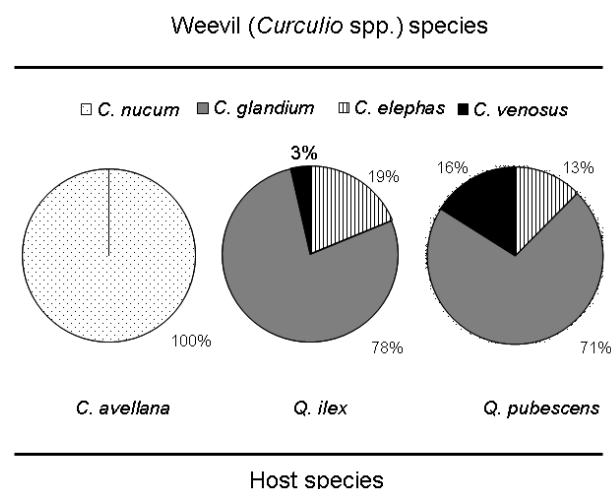 Weevil (Curculio spp.) species
C. nucum C. glandium C. elephas C. venosus
3%
19%
16%
13%
100%
78%
71%
C. avellana Q. ilex Q. pubescens
Host species